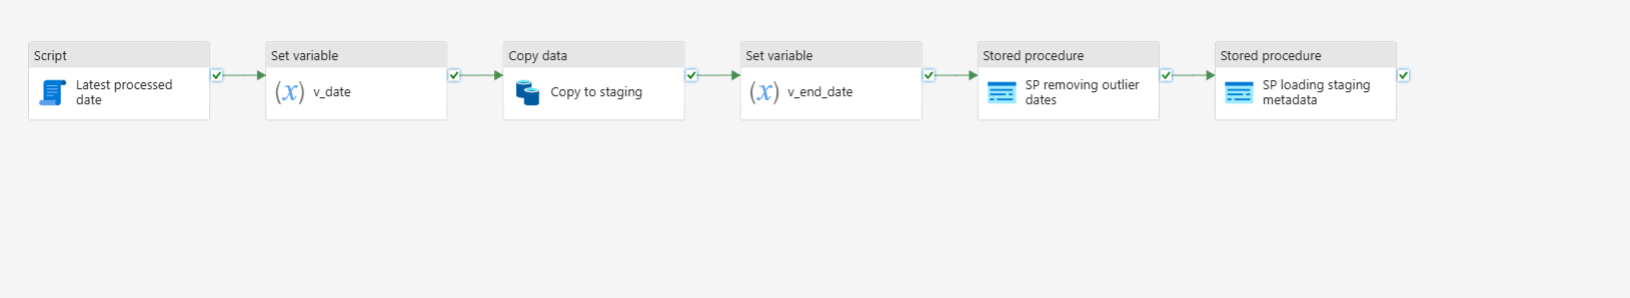 Script
Latest processed
date
Set variable
(x) v_date
Copy data
Copy to staging
Set variable
(x) v_end_date
Stored procedure
SP removing outlier
dates
Stored procedure
SP loading staging
metadata